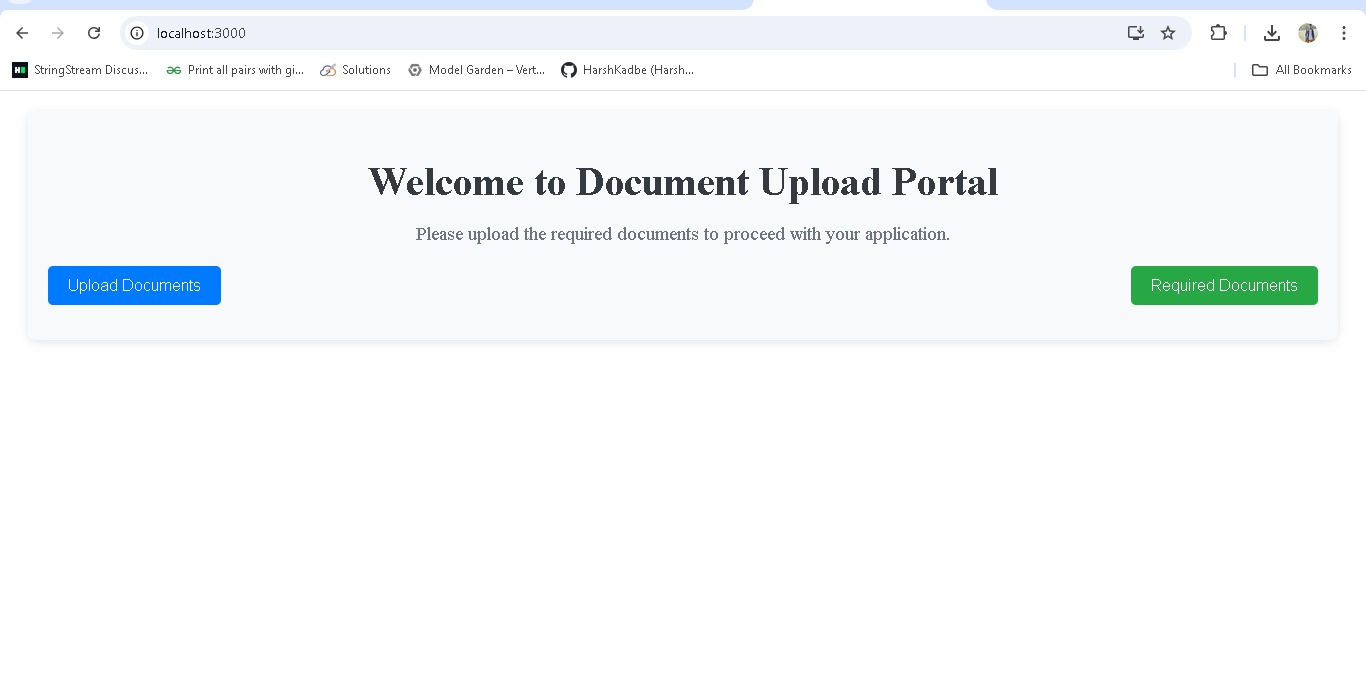 localhost:3000
StringStream Discus... Print all pairs with gi... Solutions Model Garden – Vert... HarshKadbe (Harsh... All Bookmarks
Welcome to Document Upload Portal
Please upload the required documents to proceed with your application.
Upload Documents Required Documents